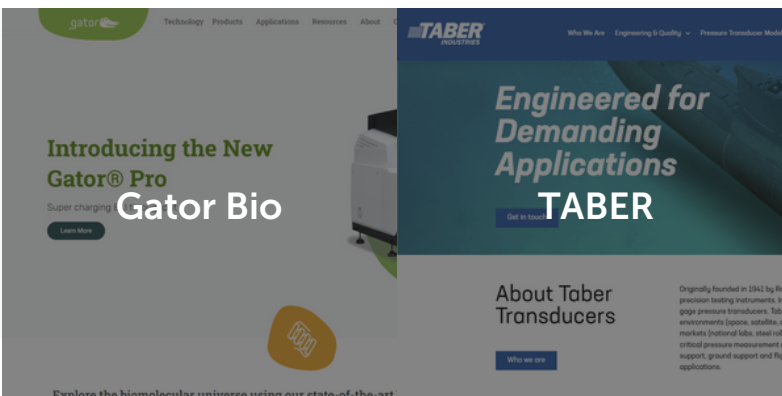 gator
Technology Products Applications Resources About
Introducing the New
Gator® Pro
Super charging
Learn More
Gator Bio
Explore the biomolecular universe using our state-of-the-art
TABER
INDUSTRIES
Who We Are Engineering & Quality Pressure Transducer Model
Engineered for
Demanding
Applications
Get in touch
TABER
About Taber
Transducers
Who we are
Originally founded in 1941 by
precision testing instruments.
gage pressure transducers.
environments (space, satellite,
markets (national labs, steel
critical pressure measurement
support, ground support and
applications.